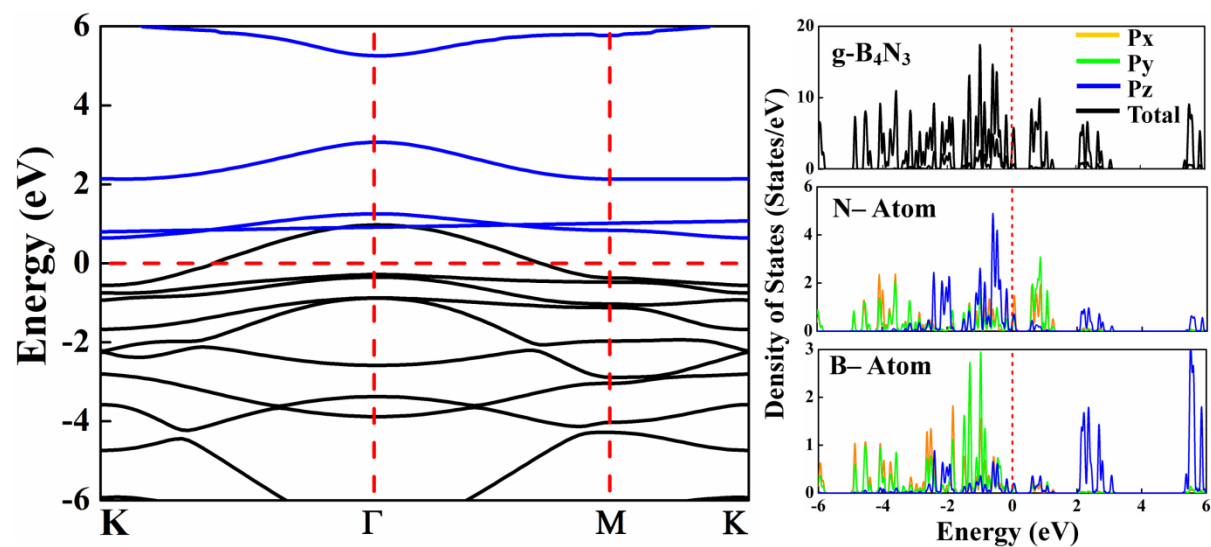 6
4
2
0
-2
-4
-6
Energy (eV)
K
Γ
M
K
Density of States (States/eV)
20
10
0
g-B₄N₃
Px
Py
Pz
Total
6
4
2
0
N– Atom
3
2
1
0
B– Atom
-6
-4
-2
0
2
4
6
Energy (eV)